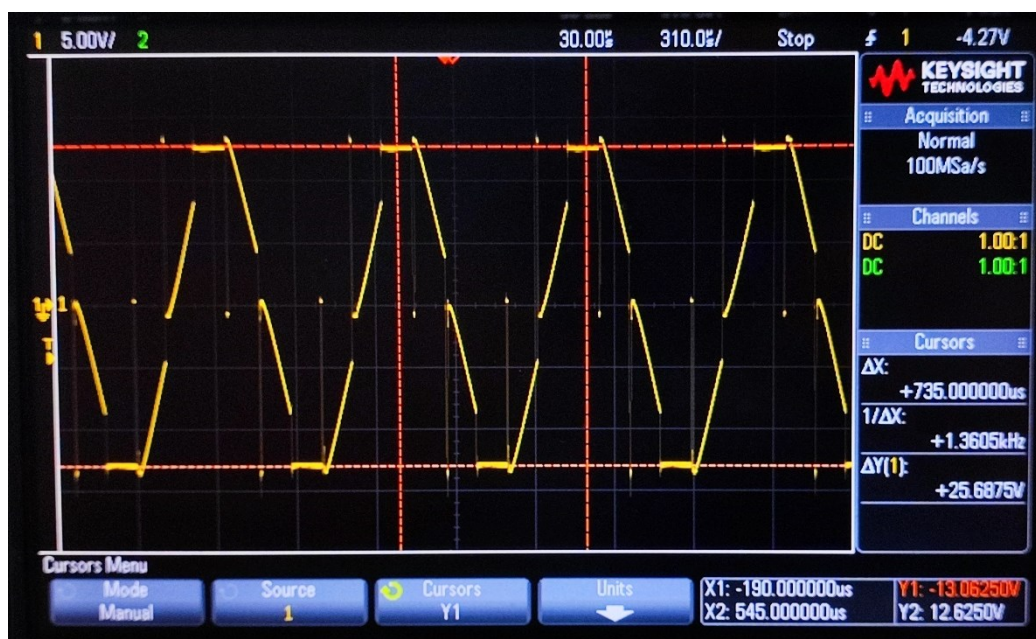 1 5.00V/ 2 30.00µs 310.0µs/ Stop 1 -4.27V
KEYSIGHT
TECHNOLOGIES
Acquisition
Normal
100MSa/s
Channels
DC 1.00:1
DC 1.00:1
Cursors
ΔX:
+735.000000us
1/ΔX:
+1.3605kHz
ΔY(1):
+25.6875V
1
T
Cursors Menu
Mode
Manual
Source
1
Cursors
Y1
Units
X1: -190.000000us
X2: 545.000000us
Y1: -13.06250V
Y2: 12.6250V